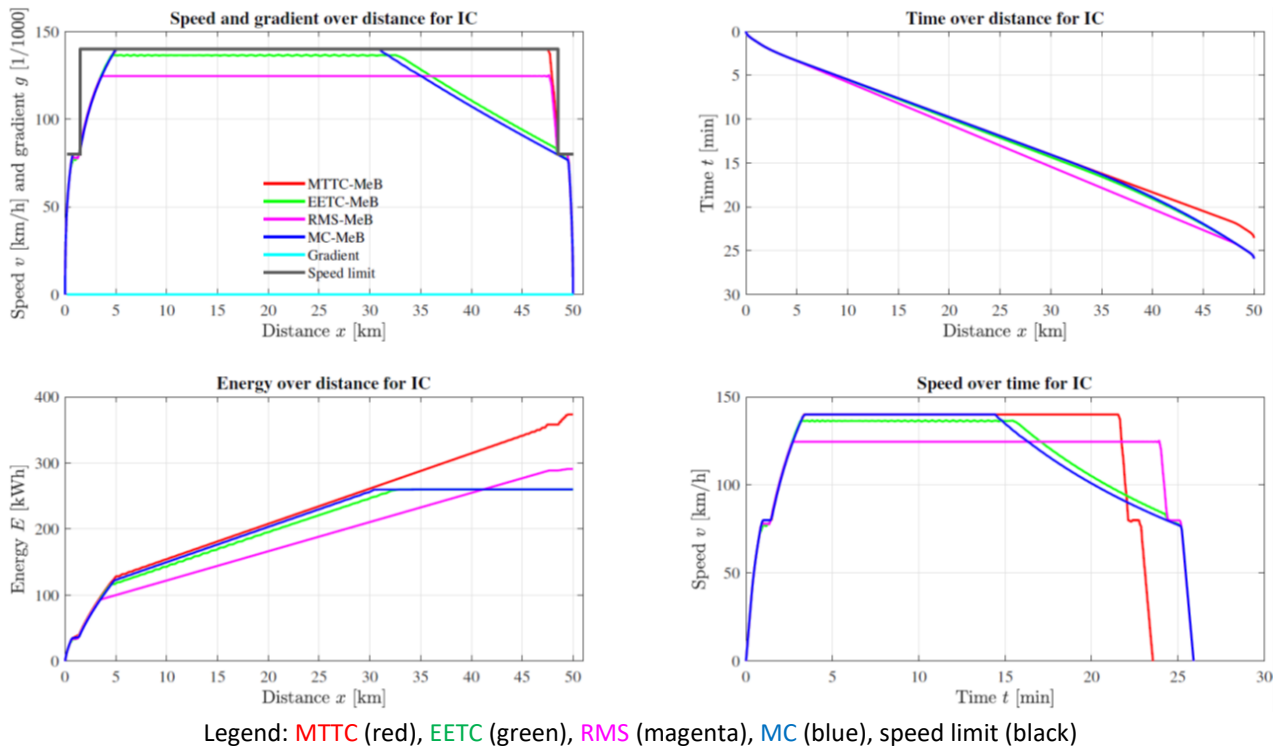 Speed and gradient over distance for IC
Speed v [km/h] and gradient g [1/1000]
150
100
50
0
MTTC-MeB
EETC-MeB
RMS-MeB
MC-MeB
Gradient
Speed limit
0 5 10 15 20 25 30 35 40 45 50
Distance x [km]
Time over distance for IC
Time t [min]
0
5
10
15
20
25
30
0 10 20 30 40 50
Distance x [km]
Energy over distance for IC
Energy E [kWh]
400
300
200
100
0
0 5 10 15 20 25 30 35 40 45 50
Distance x [km]
Speed over time for IC
Speed v [km/h]
150
100
50
0
0 5 10 15 20 25 30
Time t [min]
Legend: MTTC (red), EETC (green), RMS (magenta), MC (blue), speed limit (black)